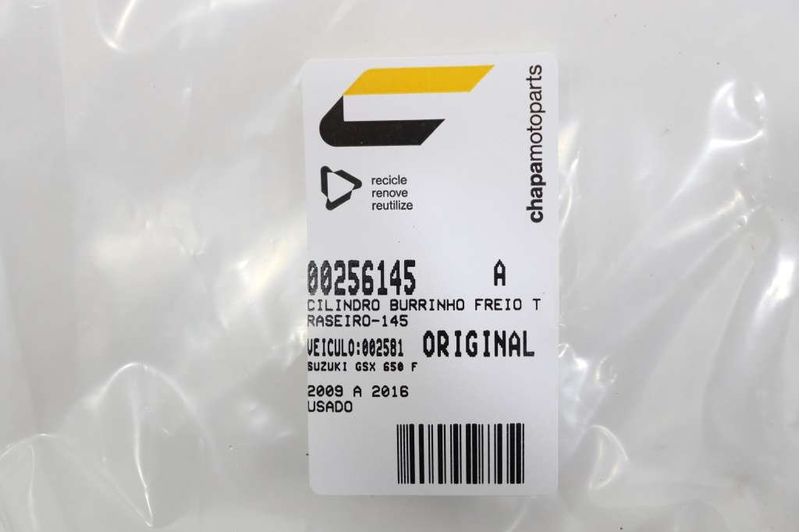 chapamotoparts
recicle
renove
reutilize
00256145 A
CILINDRO BURRINHO FREIO T
RASEIRO-145
VEICULO:002581 ORIGINAL
SUZUKI GSX 650 F
2009 A 2016
USADO